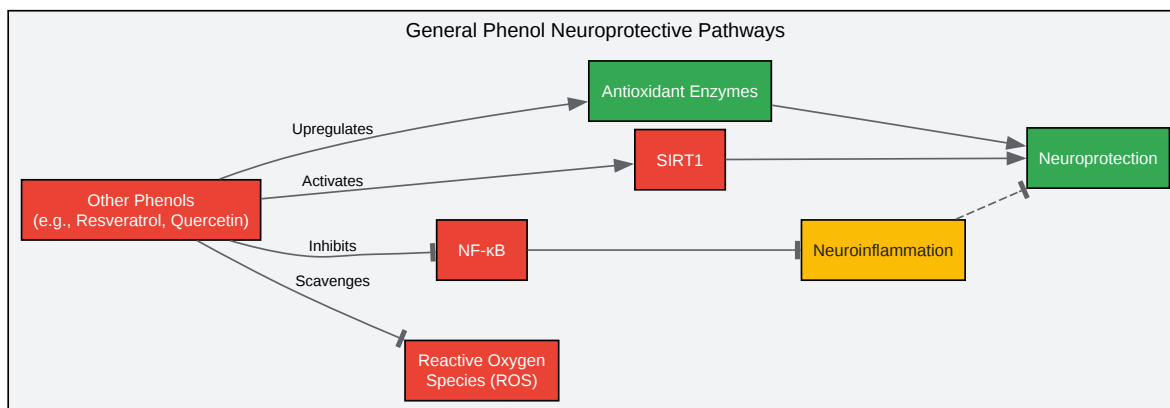 General Phenol Neuroprotective Pathways
Antioxidant Enzymes
Upregulates
SIRT1
Neuroprotection
Activates
Other Phenols
(e.g., Resveratrol, Quercetin)
Inhibits
NF-κB
Neuroinflammation
Scavenges
Reactive Oxygen
Species (ROS)